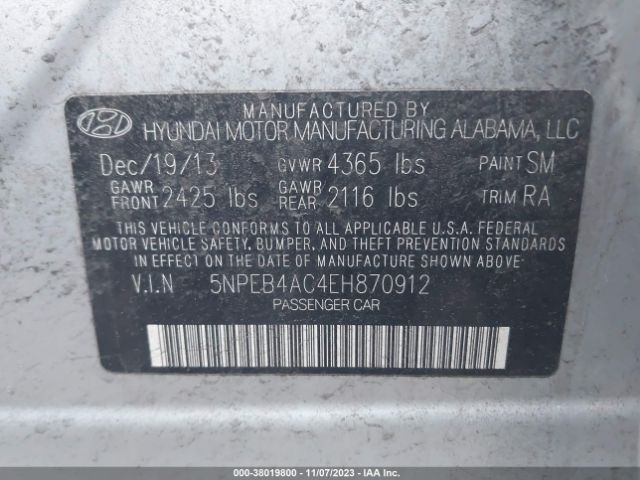 MANUFACTURED BY
HYUNDAI MOTOR MANUFACTURING ALABAMA, LLC
Dec/19/13 GVWR 4365 lbs PAINT SM
GAWR FRONT 2425 lbs GAWR REAR 2116 lbs TRIM RA
THIS VEHICLE CONFORMS TO ALL APPLICABLE U.S.A. FEDERAL
MOTOR VEHICLE SAFETY, BUMPER, AND THEFT PREVENTION STANDARDS
IN EFFECT ON THE DATE OF MANUFACTURE SHOWN ABOVE.
V.I.N 5NPEB4AC4EH870912
PASSENGER CAR
000-38019800 - 11/07/2023 - IAAI.COM